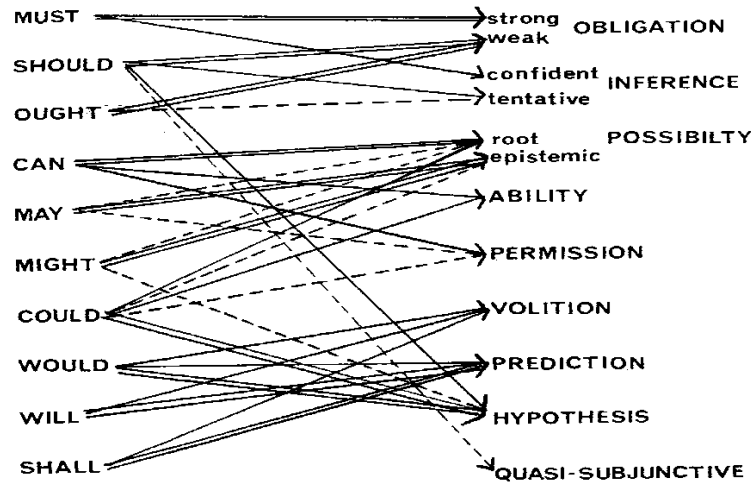 MUST
SHOULD
OUGHT
CAN
MAY
MIGHT
COULD
WOULD
WILL
SHALL
strong
weak
OBLIGATION
confident
tentative
INFERENCE
root
epistemic
POSSIBILTY
ABILITY
PERMISSION
VOLITION
PREDICTION
HYPOTHESIS
QUASI-SUBJUNCTIVE